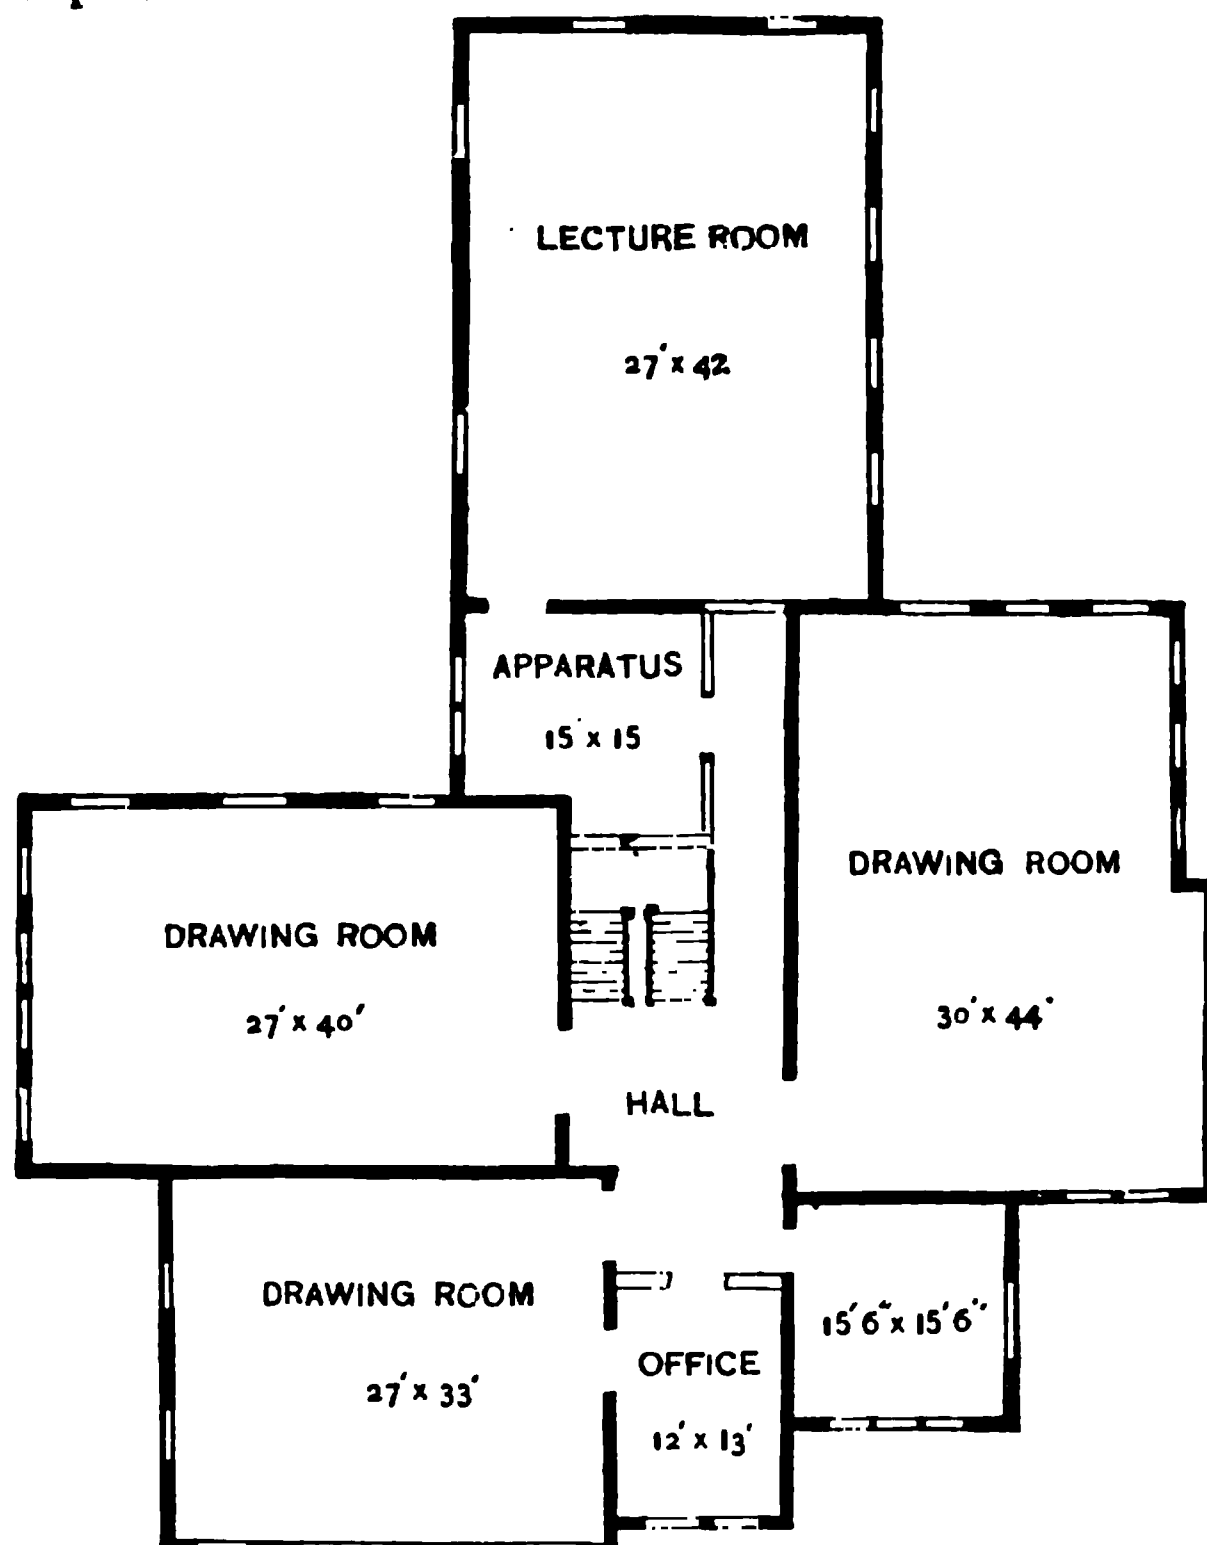 LECTURE ROOM
27' x 42
APPARATUS
15' x 15
DRAWING ROOM
30' x 44'
DRAWING ROOM
27' x 40'
HALL
DRAWING ROOM
27' x 33'
15'6" x 15'6"
OFFICE
12' x 13'